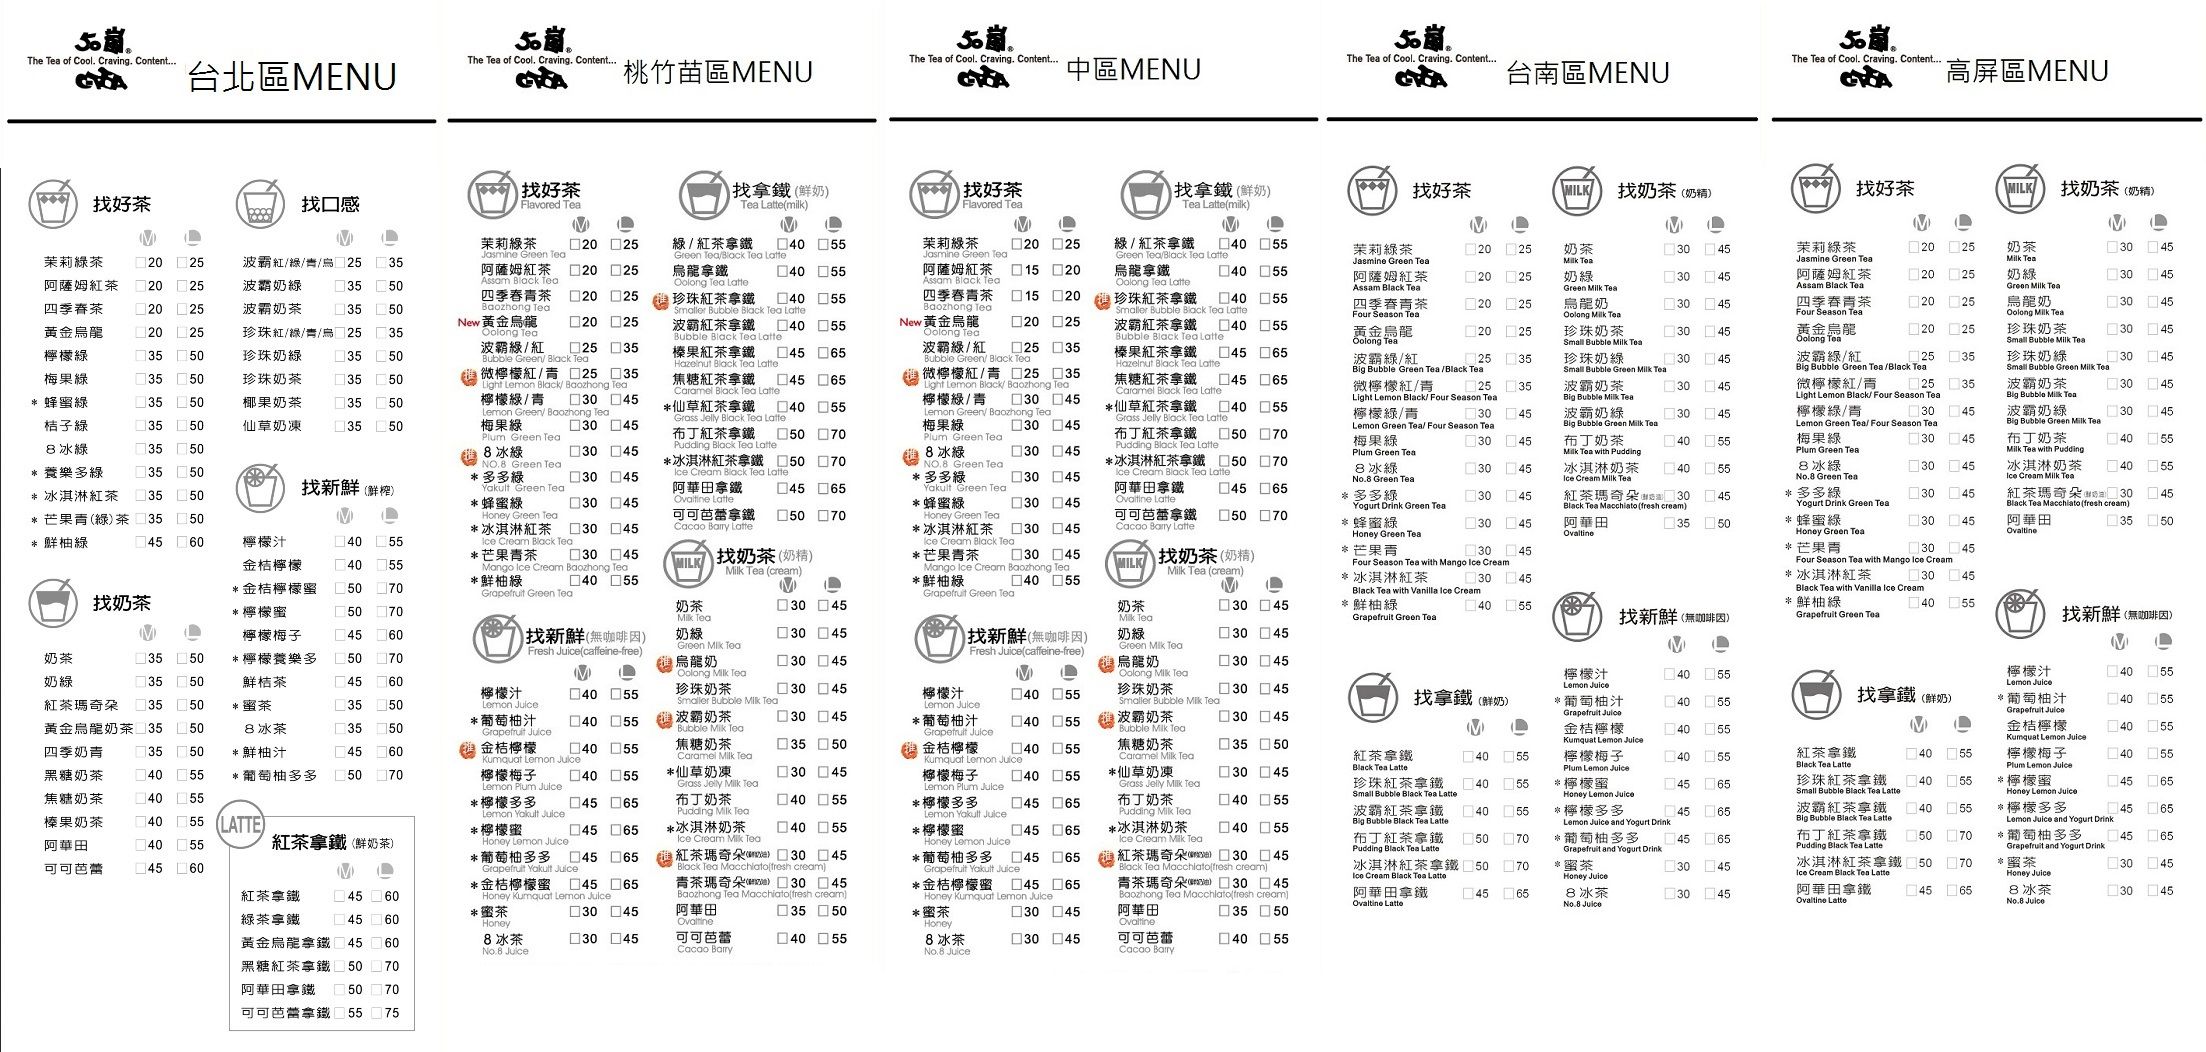 50嵐®
The Tea of Cool. Craving. Content...
台北區MENU
找好茶
M L
茉莉綠茶 20 25
阿薩姆紅茶 20 25
四季春茶 20 25
黃金烏龍 20 25
檸檬綠 35 50
梅果綠 35 50
* 蜂蜜綠 35 50
桔子綠 35 50
8冰綠 35 50
* 養樂多綠 35 50
* 冰淇淋紅茶 35 50
* 芒果青(綠)茶 35 50
* 鮮柚綠 45 60
找奶茶
M L
奶茶 35 50
奶綠 35 50
紅茶瑪奇朵 35 50
黃金烏龍奶茶 35 50
四季奶青 35 50
黑糖奶茶 40 55
焦糖奶茶 40 55
榛果奶茶 40 55
阿華田 40 55
可可芭蕾 45 60
找口感
M L
波霸紅/綠/青/烏 25 35
波霸奶綠 35 50
波霸奶茶 35 50
珍珠紅/綠/青/烏 25 35
珍珠奶綠 35 50
珍珠奶茶 35 50
椰果奶茶 35 50
仙草奶凍 35 50
找新鮮 (鮮榨)
M L
檸檬汁 40 55
金桔檸檬 40 55
* 金桔檸檬蜜 50 70
* 檸檬蜜 50 70
檸檬梅子 45 60
* 檸檬養樂多 50 70
鮮桔茶 45 60
* 蜜茶 35 50
8冰茶 35 50
* 鮮柚汁 45 60
* 葡萄柚多多 50 70
LATTE
紅茶拿鐵 (鮮奶茶)
M L
紅茶拿鐵 45 60
綠茶拿鐵 45 60
黃金烏龍拿鐵 45 60
黑糖紅茶拿鐵 50 70
阿華田拿鐵 50 70
可可芭蕾拿鐵 55 75
50嵐®
The Tea of Cool. Craving. Content...
桃竹苗區MENU
找好茶
Flavored Tea
M L
茉莉綠茶 20 25
Jasmine Green Tea
阿薩姆紅茶 20 25
Assam Black Tea
四季春青茶 20 25
Baozhong Tea
New 黃金烏龍 20 25
Oolong Tea
波霸綠/紅 25 35
Bubble Green/ Black Tea
推 微檸檬紅/青 25 35
Light Lemon Black/ Baozhong Tea
檸檬綠/青 30 45
Lemon Green/ Baozhong Tea
梅果綠 30 45
Plum Green Tea
推 8冰綠 30 45
NO.8 Green Tea
* 多多綠 30 45
Yakult Green Tea
* 蜂蜜綠 30 45
Honey Green Tea
* 冰淇淋紅茶 30 45
Ice Cream Black Tea
* 芒果青茶 30 45
Mango Ice Cream Baozhong Tea
* 鮮柚綠 40 55
Grapefruit Green Tea
找新鮮(無咖啡因)
Fresh Juice(caffeine-free)
M L
檸檬汁 40 55
Lemon Juice
* 葡萄柚汁 40 55
Grapefruit Juice
推 金桔檸檬 40 55
Kumquat Lemon Juice
檸檬梅子 40 55
Lemon Plum Juice
* 檸檬多多 45 65
Lemon Yakult Juice
* 檸檬蜜 45 65
Honey Lemon Juice
* 葡萄柚多多 45 65
Grapefruit Yakult Juice
* 金桔檸檬蜜 45 65
Honey Kumquat Lemon Juice
* 蜜茶 30 45
Honey
8冰茶 30 45
No.8 Juice
找拿鐵 (鮮奶)
Tea Latte(milk)
M L
綠/紅茶拿鐵 40 55
Green Tea/Black Tea Latte
烏龍拿鐵 40 55
Oolong Tea Latte
推 珍珠紅茶拿鐵 40 55
Smaller Bubble Black Tea Latte
波霸紅茶拿鐵 40 55
Bubble Black Tea Latte
榛果紅茶拿鐵 45 65
Hazelnut Black Tea Latte
焦糖紅茶拿鐵 45 65
Caramel Black Tea Latte
* 仙草紅茶拿鐵 40 55
Grass Jelly Black Tea Latte
布丁紅茶拿鐵 50 70
Pudding Black Tea Latte
* 冰淇淋紅茶拿鐵 50 70
Ice Cream Black Tea Latte
阿華田拿鐵 45 65
Ovaltine Latte
可可芭蕾拿鐵 50 70
Cacao Barry Latte
MILK
找奶茶 (奶精)
Milk Tea (cream)
M L
奶茶 30 45
Milk Tea
奶綠 30 45
Green Milk Tea
推 烏龍奶 30 45
Oolong Milk Tea
珍珠奶茶 30 45
Smaller Bubble Milk Tea
推 波霸奶茶 30 45
Bubble Milk Tea
焦糖奶茶 35 50
Caramel Milk Tea
* 仙草奶凍 30 45
Grass Jelly Milk Tea
布丁奶茶 40 55
Pudding Milk Tea
* 冰淇淋奶茶 40 55
Ice Cream Milk Tea
推 紅茶瑪奇朵(鮮奶油) 30 45
Black Tea Macchiato(fresh cream)
青茶瑪奇朵(鮮奶油) 30 45
Baozhong Tea Macchiato(fresh cream)
阿華田 35 50
Ovaltine
可可芭蕾 40 55
Cacao Barry
50嵐®
The Tea of Cool. Craving. Content...
中區MENU
找好茶
Flavored Tea
M L
茉莉綠茶 20 25
Jasmine Green Tea
阿薩姆紅茶 15 20
Assam Black Tea
四季春青茶 15 20
Baozhong Tea
New 黃金烏龍 20 25
Oolong Tea
波霸綠/紅 25 35
Bubble Green/ Black Tea
推 微檸檬紅/青 25 35
Light Lemon Black/ Baozhong Tea
檸檬綠/青 30 45
Lemon Green/ Baozhong Tea
梅果綠 30 45
Plum Green Tea
推 8冰綠 30 45
NO.8 Green Tea
* 多多綠 30 45
Yakult Green Tea
* 蜂蜜綠 30 45
Honey Green Tea
* 冰淇淋紅茶 30 45
Ice Cream Black Tea
* 芒果青茶 30 45
Mango Ice Cream Baozhong Tea
* 鮮柚綠 40 55
Grapefruit Green Tea
找新鮮(無咖啡因)
Fresh Juice(caffeine-free)
M L
檸檬汁 40 55
Lemon Juice
* 葡萄柚汁 40 55
Grapefruit Juice
推 金桔檸檬 40 55
Kumquat Lemon Juice
檸檬梅子 40 55
Lemon Plum Juice
* 檸檬多多 45 65
Lemon Yakult Juice
* 檸檬蜜 45 65
Honey Lemon Juice
* 葡萄柚多多 45 65
Grapefruit Yakult Juice
* 金桔檸檬蜜 45 65
Honey Kumquat Lemon Juice
* 蜜茶 30 45
Honey
8冰茶 30 45
No.8 Juice
找拿鐵 (鮮奶)
Tea Latte(milk)
M L
綠/紅茶拿鐵 40 55
Green Tea/Black Tea Latte
烏龍拿鐵 40 55
Oolong Tea Latte
推 珍珠紅茶拿鐵 40 55
Smaller Bubble Black Tea Latte
波霸紅茶拿鐵 40 55
Bubble Black Tea Latte
榛果紅茶拿鐵 45 65
Hazelnut Black Tea Latte
焦糖紅茶拿鐵 45 65
Caramel Black Tea Latte
* 仙草紅茶拿鐵 40 55
Grass Jelly Black Tea Latte
布丁紅茶拿鐵 50 70
Pudding Black Tea Latte
* 冰淇淋紅茶拿鐵 50 70
Ice Cream Black Tea Latte
阿華田拿鐵 45 65
Ovaltine Latte
可可芭蕾拿鐵 50 70
Cacao Barry Latte
MILK
找奶茶 (奶精)
Milk Tea (cream)
M L
奶茶 30 45
Milk Tea
奶綠 30 45
Green Milk Tea
推 烏龍奶 30 45
Oolong Milk Tea
珍珠奶茶 30 45
Smaller Bubble Milk Tea
推 波霸奶茶 30 45
Bubble Milk Tea
焦糖奶茶 35 50
Caramel Milk Tea
* 仙草奶凍 30 45
Grass Jelly Milk Tea
布丁奶茶 40 55
Pudding Milk Tea
* 冰淇淋奶茶 40 55
Ice Cream Milk Tea
推 紅茶瑪奇朵(鮮奶油) 30 45
Black Tea Macchiato(fresh cream)
青茶瑪奇朵(鮮奶油) 30 45
Baozhong Tea Macchiato(fresh cream)
阿華田 35 50
Ovaltine
可可芭蕾 40 55
Cacao Barry
50嵐®
The Tea of Cool. Craving. Content...
台南區MENU
找好茶
M L
茉莉綠茶 20 25
Jasmine Green Tea
阿薩姆紅茶 20 25
Assam Black Tea
四季春青茶 20 25
Four Season Tea
黃金烏龍 20 25
Oolong Tea
波霸綠/紅 25 35
Big Bubble Green Tea /Black Tea
微檸檬紅/青 25 35
Light Lemon Black/ Four Season Tea
檸檬綠/青 30 45
Lemon Green Tea/ Four Season Tea
梅果綠 30 45
Plum Green Tea
8冰綠 30 45
No.8 Green Tea
* 多多綠 30 45
Yogurt Drink Green Tea
* 蜂蜜綠 30 45
Honey Green Tea
* 芒果青 30 45
Four Season Tea with Mango Ice Cream
* 冰淇淋紅茶 30 45
Black Tea with Vanilla Ice Cream
* 鮮柚綠 40 55
Grapefruit Green Tea
找拿鐵 (鮮奶)
M L
紅茶拿鐵 40 55
Black Tea Latte
珍珠紅茶拿鐵 40 55
Small Bubble Black Tea Latte
波霸紅茶拿鐵 40 55
Big Bubble Black Tea Latte
布丁紅茶拿鐵 50 70
Pudding Black Tea Latte
冰淇淋紅茶拿鐵 50 70
Ice Cream Black Tea Latte
阿華田拿鐵 45 65
Ovaltine Latte
MILK
找奶茶 (奶精)
M L
奶茶 30 45
Milk Tea
奶綠 30 45
Green Milk Tea
烏龍奶 30 45
Oolong Milk Tea
珍珠奶茶 30 45
Small Bubble Milk Tea
珍珠奶綠 30 45
Small Bubble Green Milk Tea
波霸奶茶 30 45
Big Bubble Milk Tea
波霸奶綠 30 45
Big Bubble Green Milk Tea
布丁奶茶 40 55
Milk Tea with Pudding
冰淇淋奶茶 40 55
Ice Cream Milk Tea
紅茶瑪奇朵(鮮奶油) 30 45
Black Tea Macchiato(fresh cream)
阿華田 35 50
Ovaltine
找新鮮 (無咖啡因)
M L
檸檬汁 40 55
Lemon Juice
* 葡萄柚汁 40 55
Grapefruit Juice
金桔檸檬 40 55
Kumquat Lemon Juice
檸檬梅子 40 55
Plum Lemon Juice
* 檸檬蜜 45 65
Honey Lemon Juice
* 檸檬多多 45 65
Lemon Juice and Yogurt Drink
* 葡萄柚多多 45 65
Grapefruit and Yogurt Drink
* 蜜茶 30 45
Honey Juice
8冰茶 30 45
No.8 Juice
50嵐®
The Tea of Cool. Craving. Content...
高屏區MENU
找好茶
M L
茉莉綠茶 20 25
Jasmine Green Tea
阿薩姆紅茶 20 25
Assam Black Tea
四季春青茶 20 25
Four Season Tea
黃金烏龍 20 25
Oolong Tea
波霸綠/紅 25 35
Big Bubble Green Tea /Black Tea
微檸檬紅/青 25 35
Light Lemon Black/ Four Season Tea
檸檬綠/青 30 45
Lemon Green Tea/ Four Season Tea
梅果綠 30 45
Plum Green Tea
8冰綠 30 45
No.8 Green Tea
* 多多綠 30 45
Yogurt Drink Green Tea
* 蜂蜜綠 30 45
Honey Green Tea
* 芒果青 30 45
Four Season Tea with Mango Ice Cream
* 冰淇淋紅茶 30 45
Black Tea with Vanilla Ice Cream
* 鮮柚綠 40 55
Grapefruit Green Tea
找拿鐵 (鮮奶)
M L
紅茶拿鐵 40 55
Black Tea Latte
珍珠紅茶拿鐵 40 55
Small Bubble Black Tea Latte
波霸紅茶拿鐵 40 55
Big Bubble Black Tea Latte
布丁紅茶拿鐵 50 70
Pudding Black Tea Latte
冰淇淋紅茶拿鐵 50 70
Ice Cream Black Tea Latte
阿華田拿鐵 45 65
Ovaltine Latte
MILK
找奶茶 (奶精)
M L
奶茶 30 45
Milk Tea
奶綠 30 45
Green Milk Tea
烏龍奶 30 45
Oolong Milk Tea
珍珠奶茶 30 45
Small Bubble Milk Tea
珍珠奶綠 30 45
Small Bubble Green Milk Tea
波霸奶茶 30 45
Big Bubble Milk Tea
波霸奶綠 30 45
Big Bubble Green Milk Tea
布丁奶茶 40 55
Milk Tea with Pudding
冰淇淋奶茶 40 55
Ice Cream Milk Tea
紅茶瑪奇朵(鮮奶油) 30 45
Black Tea Macchiato(fresh cream)
阿華田 35 50
Ovaltine
找新鮮 (無咖啡因)
M L
檸檬汁 40 55
Lemon Juice
* 葡萄柚汁 40 55
Grapefruit Juice
金桔檸檬 40 55
Kumquat Lemon Juice
檸檬梅子 40 55
Plum Lemon Juice
* 檸檬蜜 45 65
Honey Lemon Juice
* 檸檬多多 45 65
Lemon Juice and Yogurt Drink
* 葡萄柚多多 45 65
Grapefruit and Yogurt Drink
* 蜜茶 30 45
Honey Juice
8冰茶 30 45
No.8 Juice